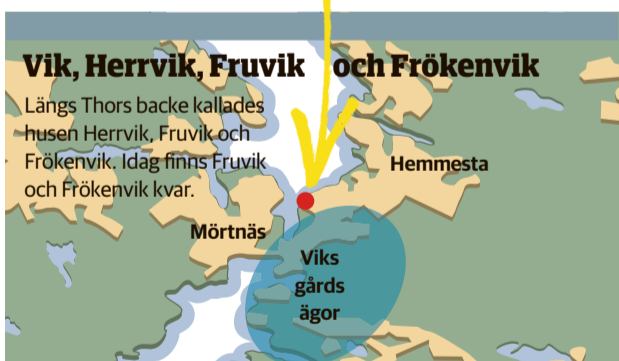 Vik, Herrvik, Fruvik och Frökenvik
Längs Thors backe kallades
husen Herrvik, Fruvik och
Frökenvik. Idag finns Fruvik
och Frökenvik kvar.
Hemmesta
Mörtnäs
Viks
gårds
ägor